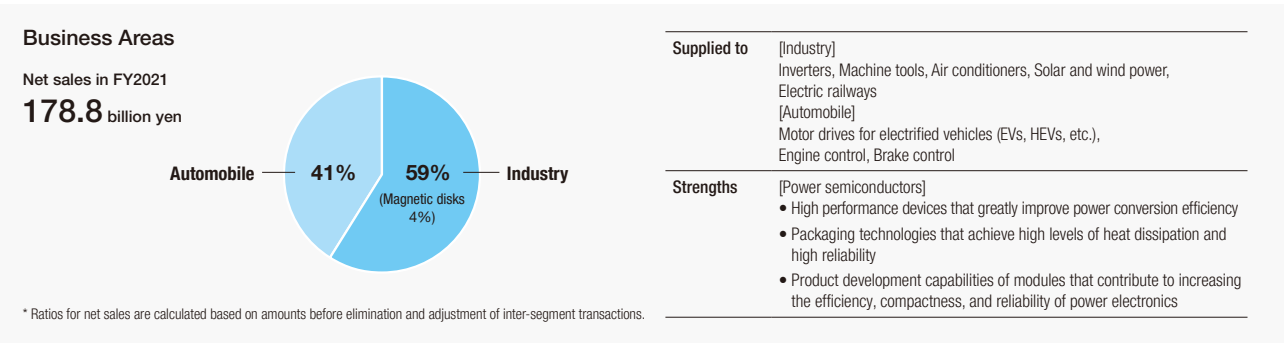 Business Areas
Net sales in FY2021
178.8 billion yen
Automobile
41%
59%
(Magnetic disks
4%)
Industry
* Ratios for net sales are calculated based on amounts before elimination and adjustment of inter-segment transactions.
Supplied to
[Industry]
Inverters, Machine tools, Air conditioners, Solar and wind power,
Electric railways
[Automobile]
Motor drives for electrified vehicles (EVs, HEVs, etc.),
Engine control, Brake control
Strengths
[Power semiconductors]
• High performance devices that greatly improve power conversion efficiency
• Packaging technologies that achieve high levels of heat dissipation and
high reliability
• Product development capabilities of modules that contribute to increasing
the efficiency, compactness, and reliability of power electronics